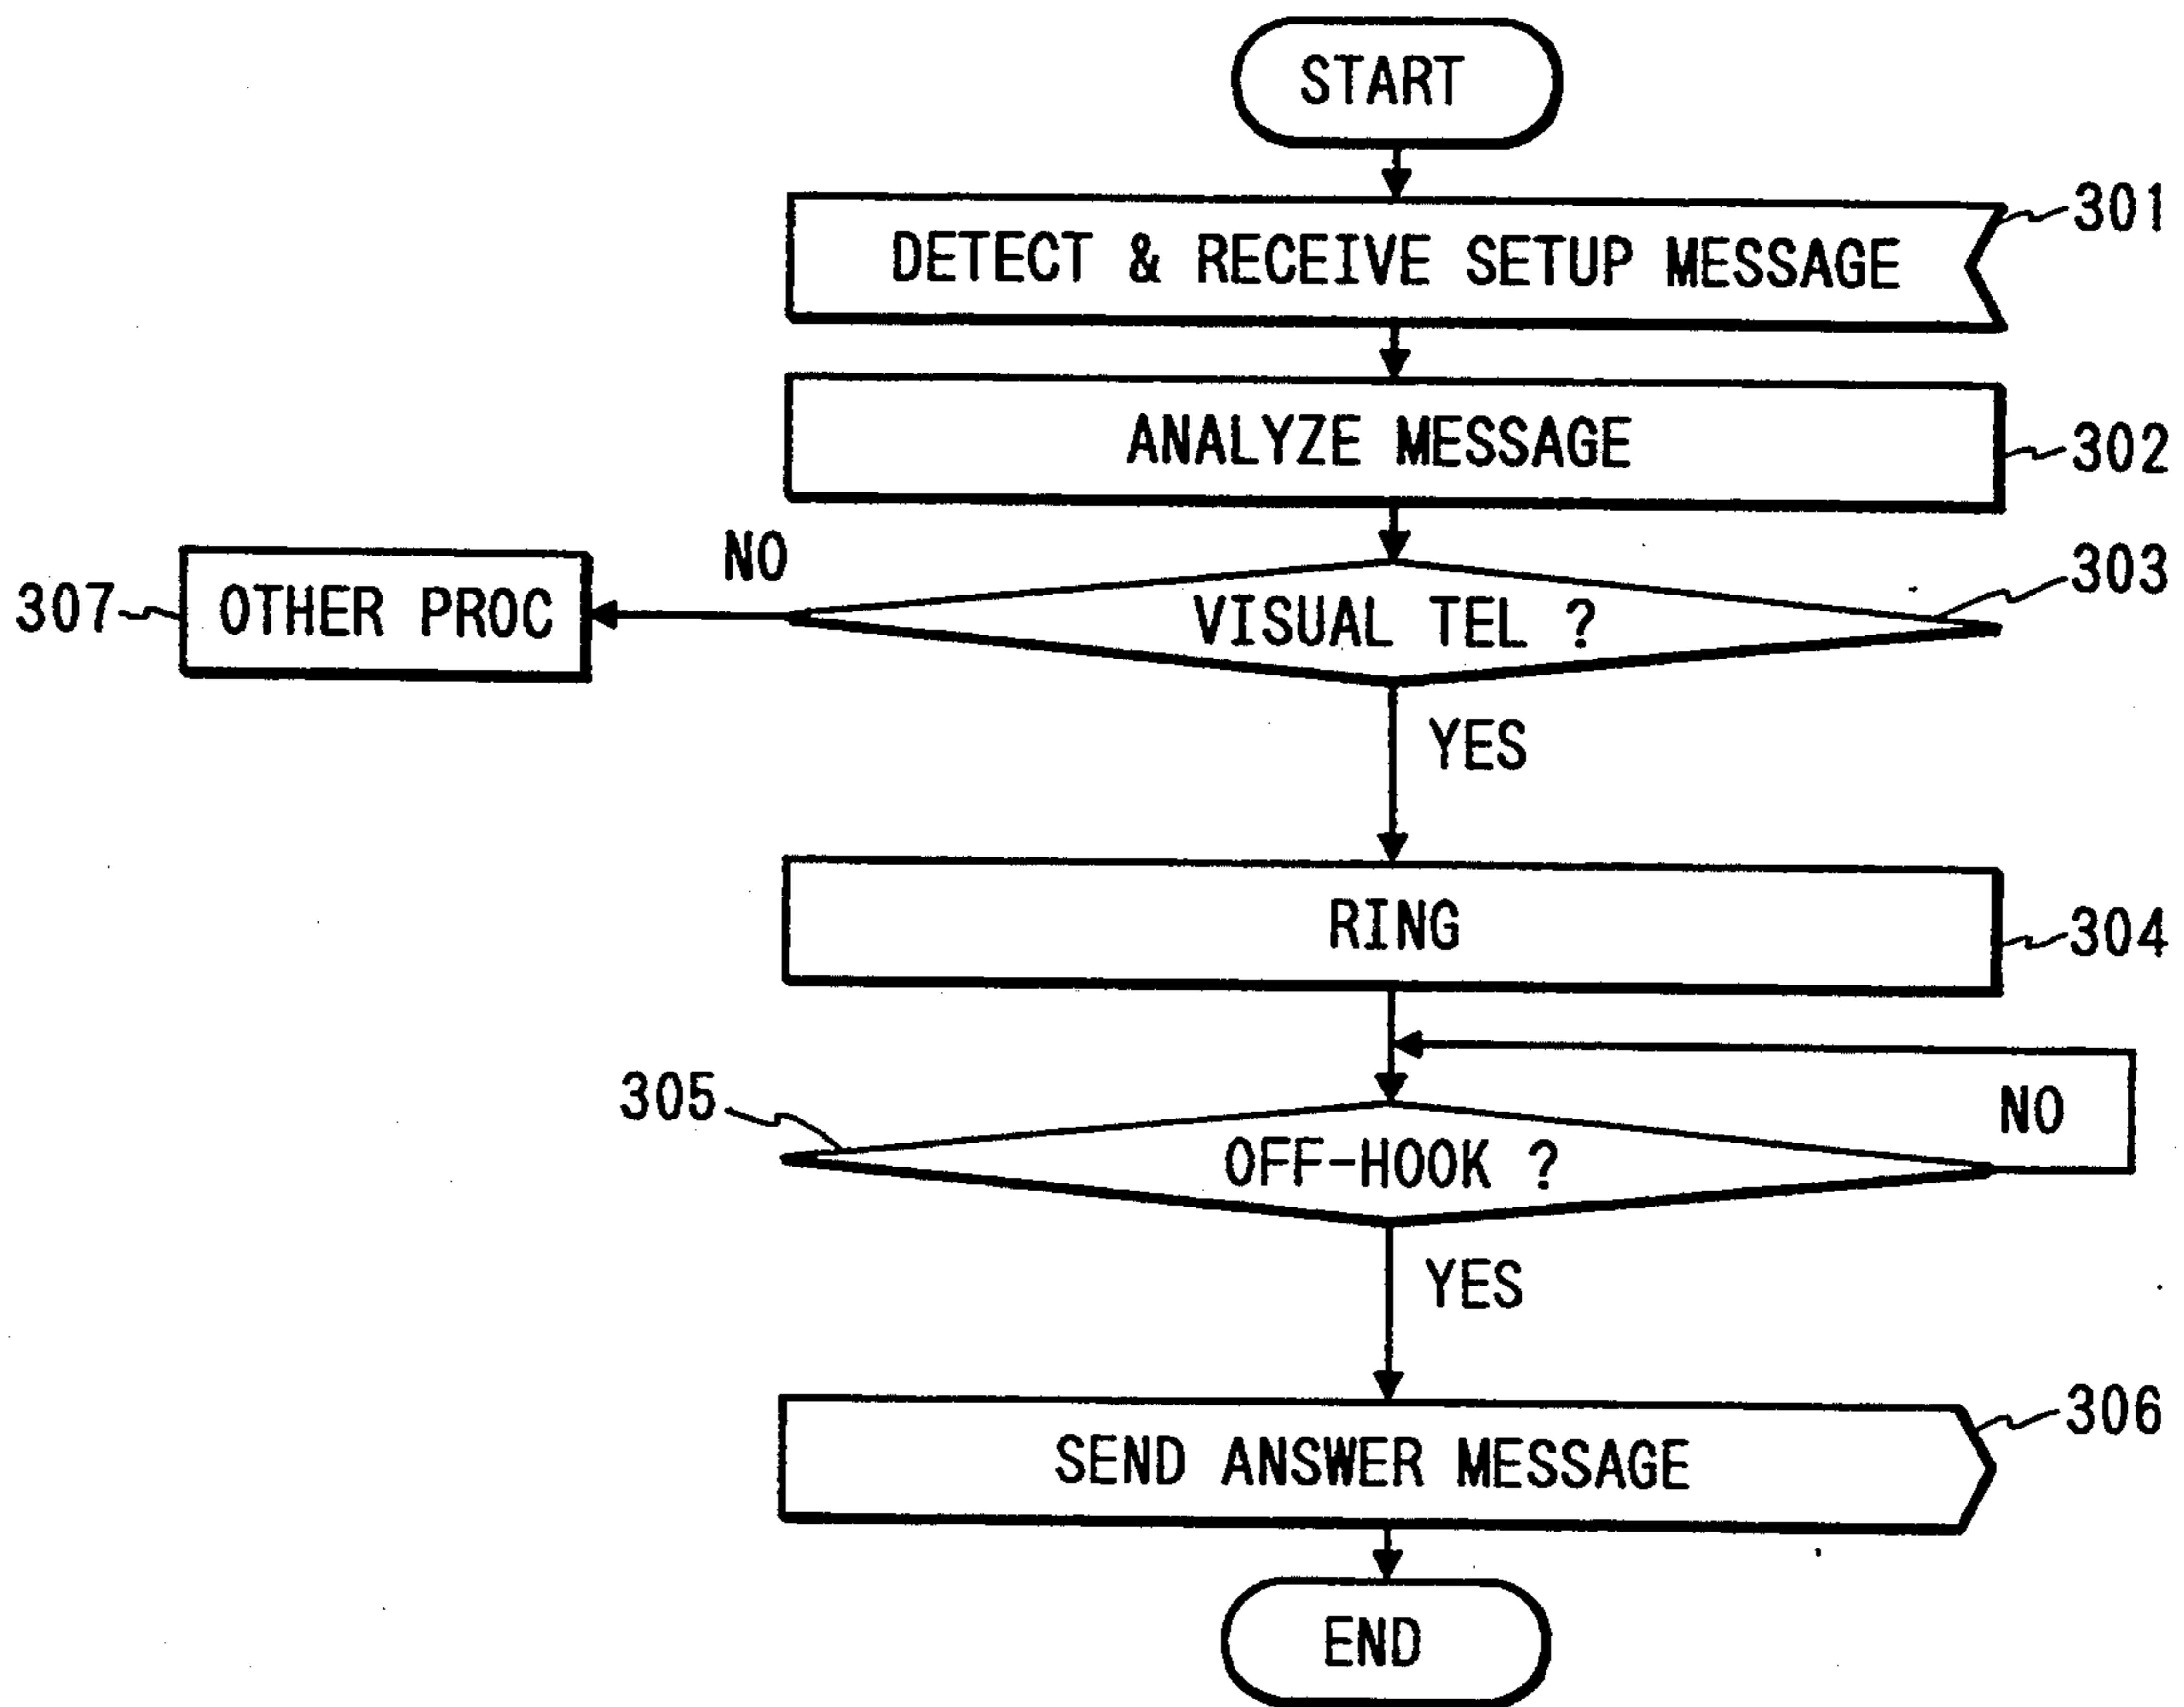 START
DETECT & RECEIVE SETUP MESSAGE
301
ANALYZE MESSAGE
302
NO
303
307
OTHER PROC
VISUAL TEL ?
YES
RING
304
305
NO
OFF-HOOK ?
YES
306
SEND ANSWER MESSAGE
END